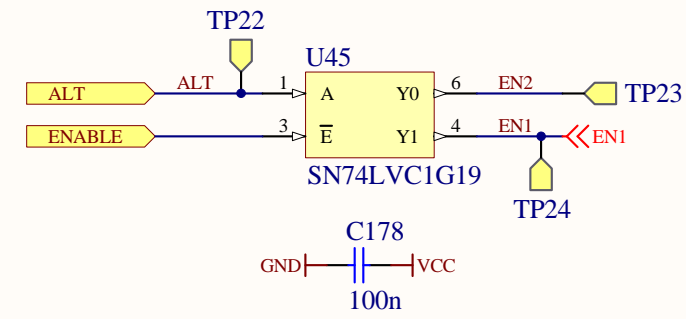 TP22
U45
ALT
ALT
1
A
Y0
6
EN2
TP23
ENABLE
3
E
Y1
4
EN1
EN1
SN74LVC1G19
TP24
C178
GND
VCC
100n